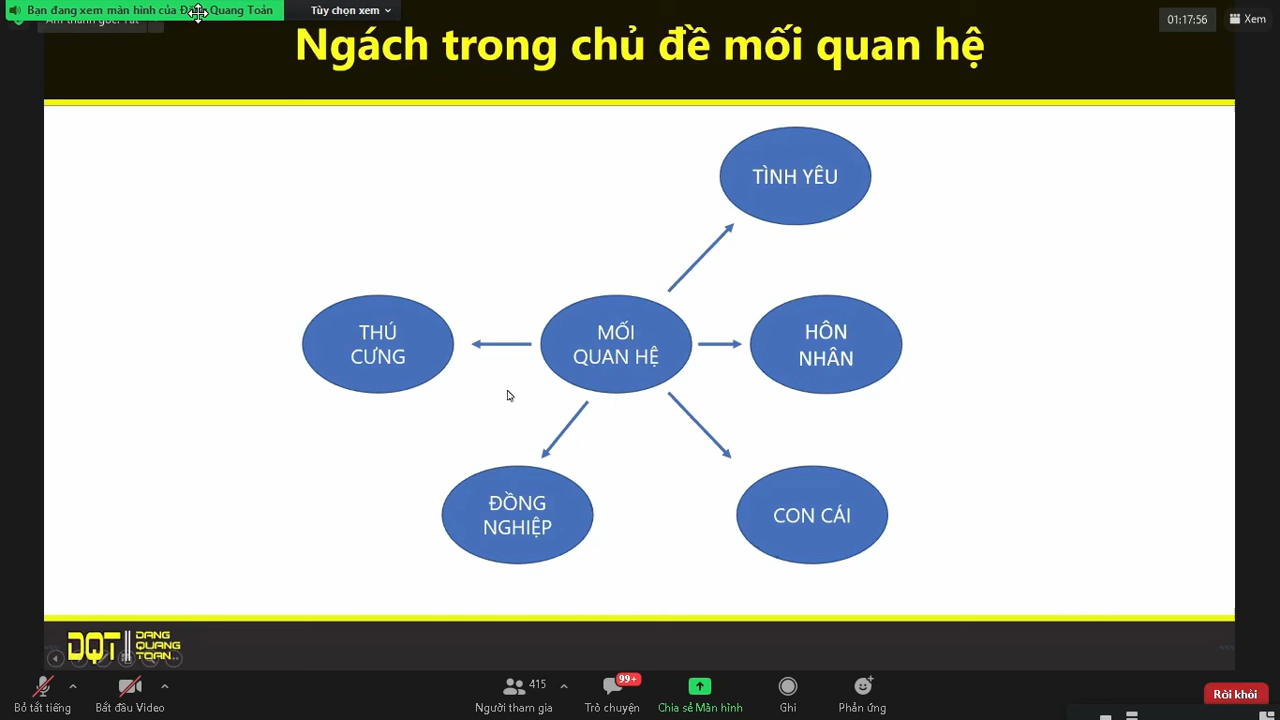 Bạn đang xem màn hình của Đặng Quang Toản
Tùy chọn xem
01:17:56
Xem
Ngách trong chủ đề mối quan hệ
TÌNH YÊU
THÚ
CƯNG
MỐI
QUAN HỆ
HÔN
NHÂN
ĐỒNG
NGHIỆP
CON CÁI
DQT
DANG
QUANG
TOAN
Bỏ tắt tiếng
Bắt đầu Video
415
Người tham gia
99+
Trò chuyện
Chia sẻ Màn hình
Ghi
Phản ứng
Rời khỏi